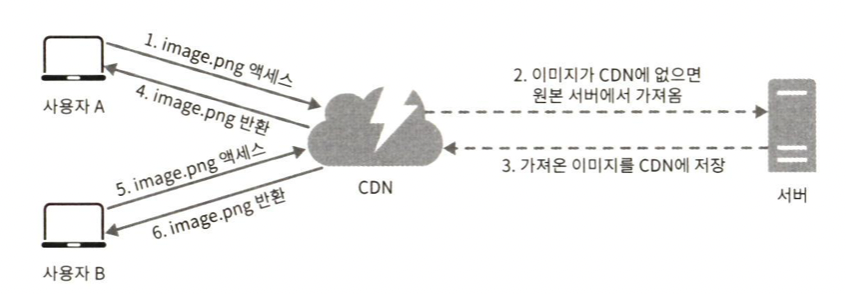 1. image.png 액세스
4. image.png 반환
사용자 A
2. 이미지가 CDN에 없으면
원본 서버에서 가져옴
5. image.png 액세스
3. 가져온 이미지를 CDN에 저장
CDN
서버
6. image.png 반환
사용자 B